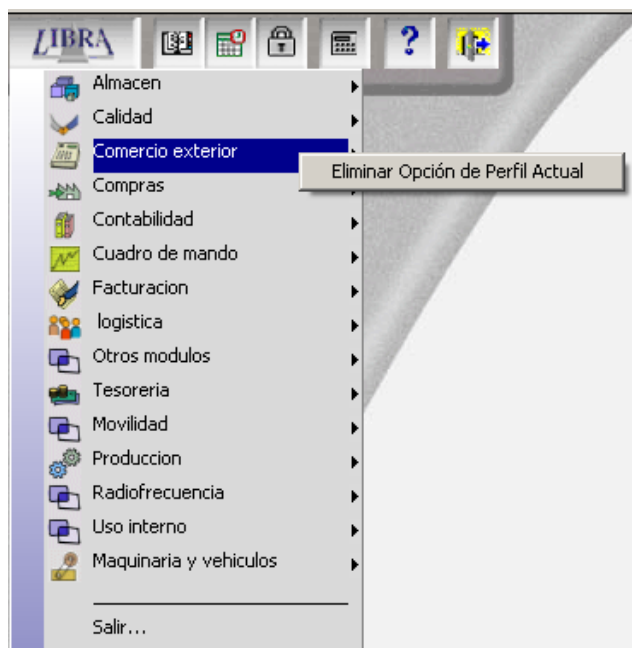 LIBRA
Almacen
Calidad
Comercio exterior
Eliminar Opción de Perfil Actual
Compras
Contabilidad
Cuadro de mando
Facturacion
logistica
Otros modulos
Tesoreria
Movilidad
Produccion
Radiofrecuencia
Uso interno
Maquinaria y vehiculos
Salir...